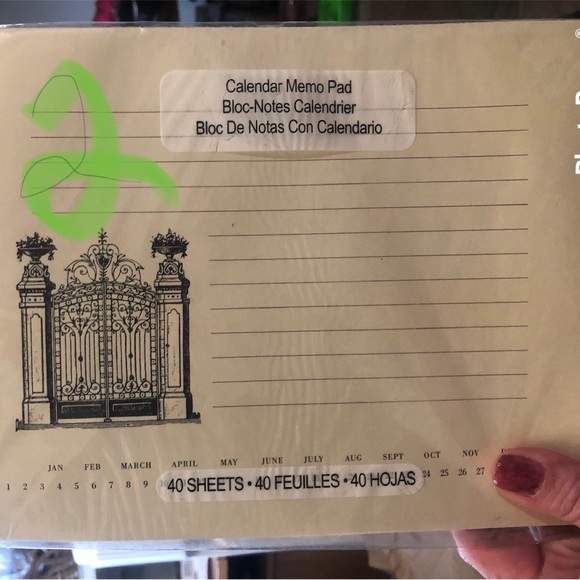 2
Calendar Memo Pad
Bloc-Notes Calendrier
Bloc De Notas Con Calendario
JAN FEB MARCH APRIL MAY JUNE JULY AUG SEPT OCT NOV
1 2 3 4 5 6 7 8 9 24 25 26 27
40 SHEETS • 40 FEUILLES • 40 HOJAS